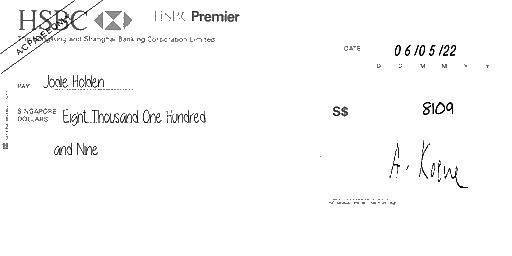 HSBC HSBC Premier
The Hongkong and Shanghai Banking Corporation Limited
A/C PAYEE ONLY
DATE 06/05/22
D D M M Y Y
PAY Jodie Holden
SINGAPORE
DOLLARS Eight Thousand One Hundred
and Nine
S$ 8109
A. Koene